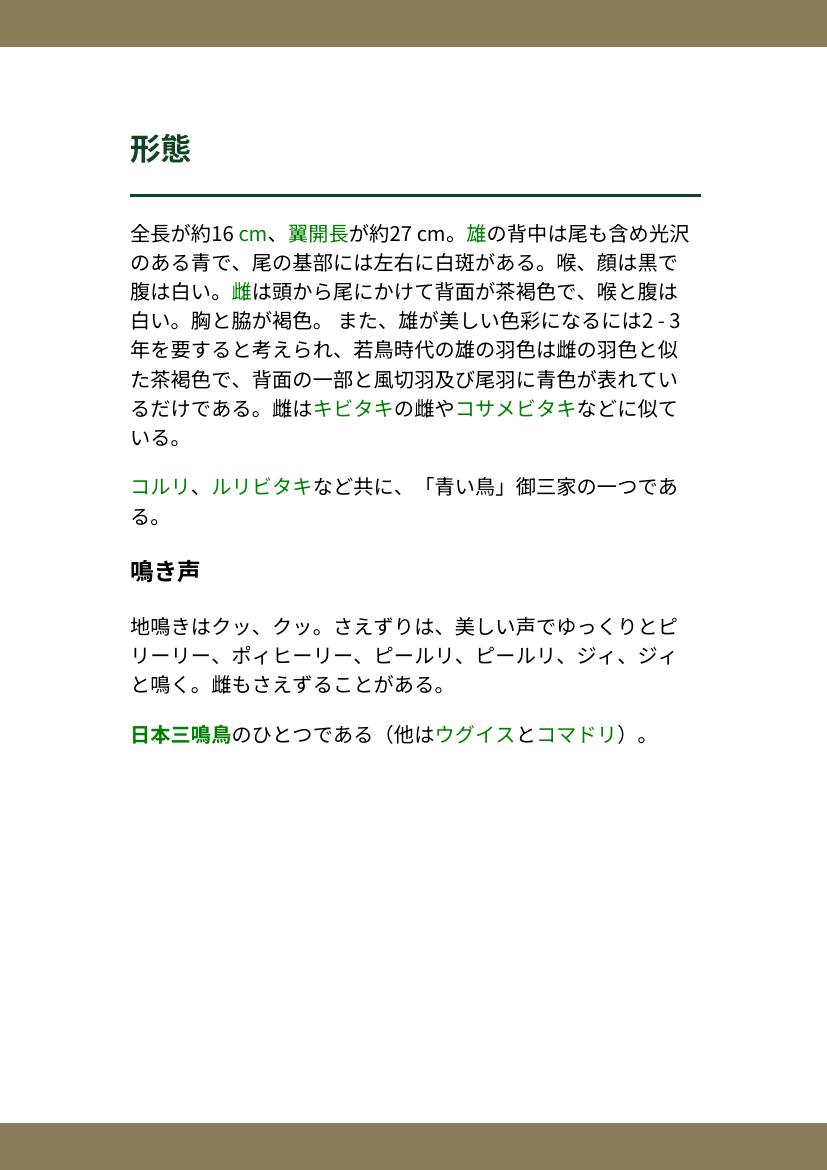 形態
全長が約16 cm、翼開長が約27 cm。雄の背中は尾も含め光沢
のある青で、尾の基部には左右に白斑がある。喉、顔は黒で
腹は白い。雌は頭から尾にかけて背面が茶褐色で、喉と腹は
白い。胸と脇が褐色。 また、雄が美しい色彩になるには2 - 3
年を要すると考えられ、若鳥時代の雄の羽色は雌の羽色と似
た茶褐色で、背面の一部と風切羽及び尾羽に青色が表れてい
るだけである。雌はキビタキの雌やコサメビタキなどに似て
いる。
コルリ、ルリビタキなど共に、「青い鳥」御三家の一つであ
る。
鳴き声
地鳴きはクッ、クッ。さえずりは、美しい声でゆっくりとピ
リーリー、ポィヒーリー、ピールリ、ピールリ、ジィ、ジィ
と鳴く。雌もさえずることがある。
日本三鳴鳥のひとつである（他はウグイスとコマドリ）。